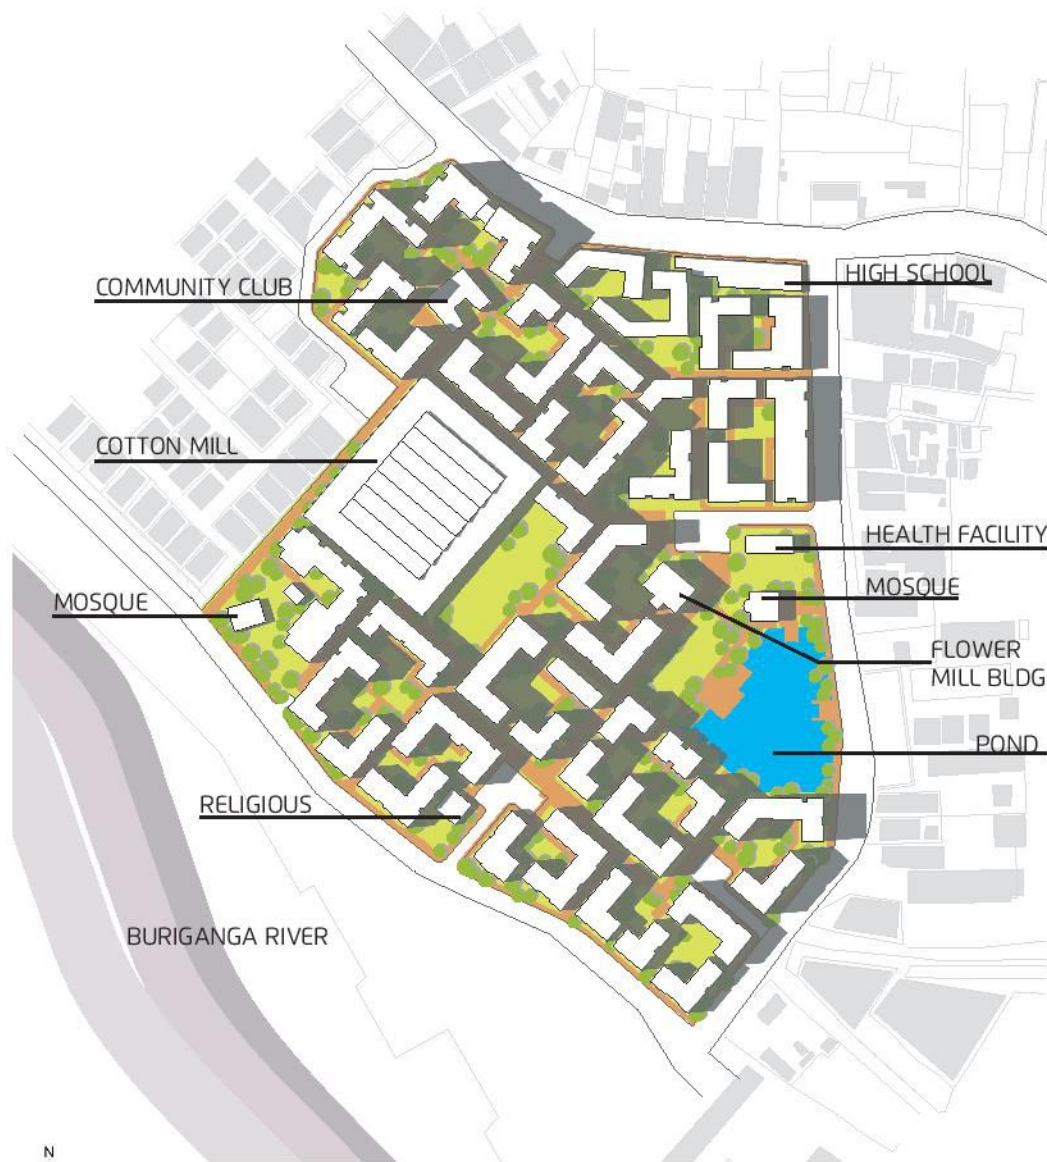 HIGH SCHOOL
COMMUNITY CLUB
COTTON MILL
HEALTH FACILITY
MOSQUE
MOSQUE
FLOWER
MILL BLDG
POND
RELIGIOUS
BURIGANGA RIVER
N